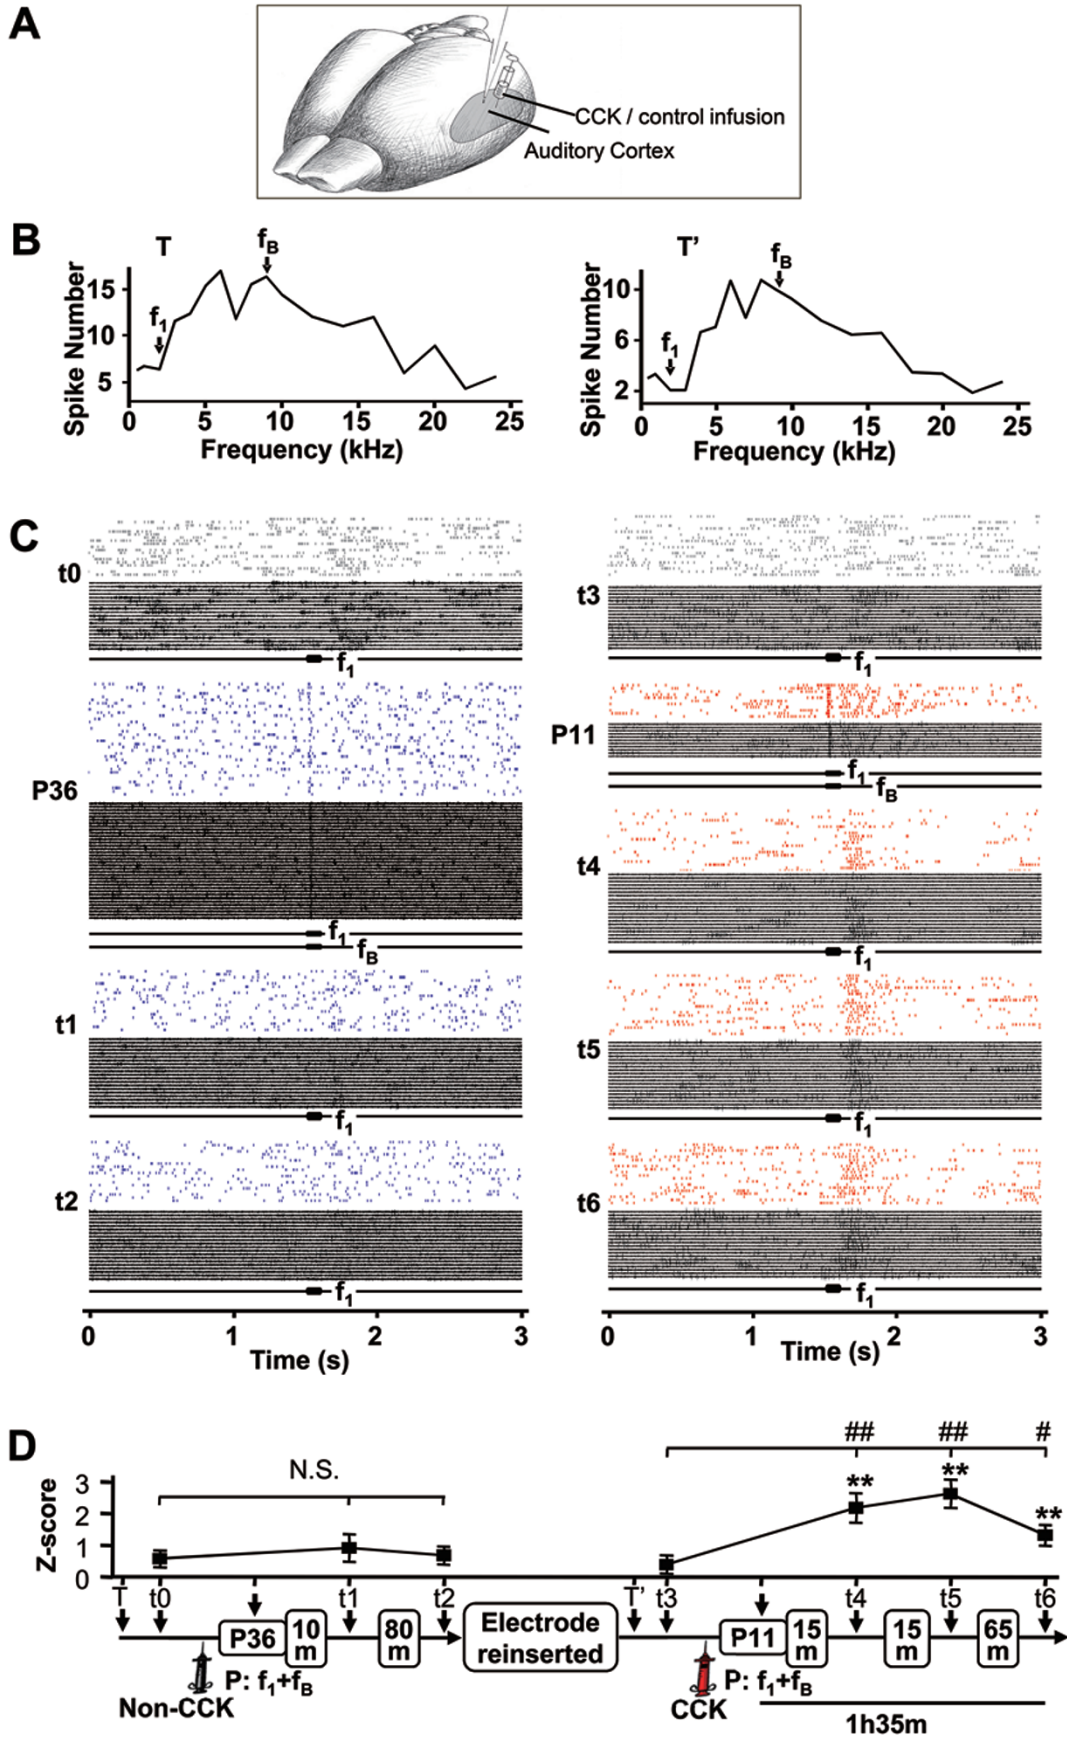 A
CCK / control infusion
Auditory Cortex
B
T
f1
fB
Spike Number
15
10
5
0 5 10 15 20 25
Frequency (kHz)
T’
f1
fB
Spike Number
10
6
2
0 5 10 15 20 25
Frequency (kHz)
C
t0
f1
P36
f1
fB
t1
f1
t2
f1
0 1 2 3
Time (s)
t3
f1
P11
f1
fB
t4
f1
t5
f1
t6
f1
0 1 2 3
Time (s)
D
Z-score
3
2
1
0
N.S.
## ## #
** ** **
T t0 t1 t2 T’ t3 t4 t5 t6
P36
10 m
80 m
Electrode
reinserted
P11
15 m
15 m
65 m
P: f1+fB
Non-CCK
P: f1+fB
CCK
1h35m